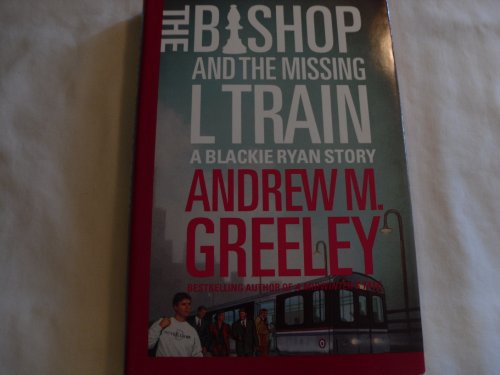 THE BISHOP
AND THE MISSING
L TRAIN
A BLACKIE RYAN STORY
ANDREW M.
GREELEY
BESTSELLING AUTHOR OF A